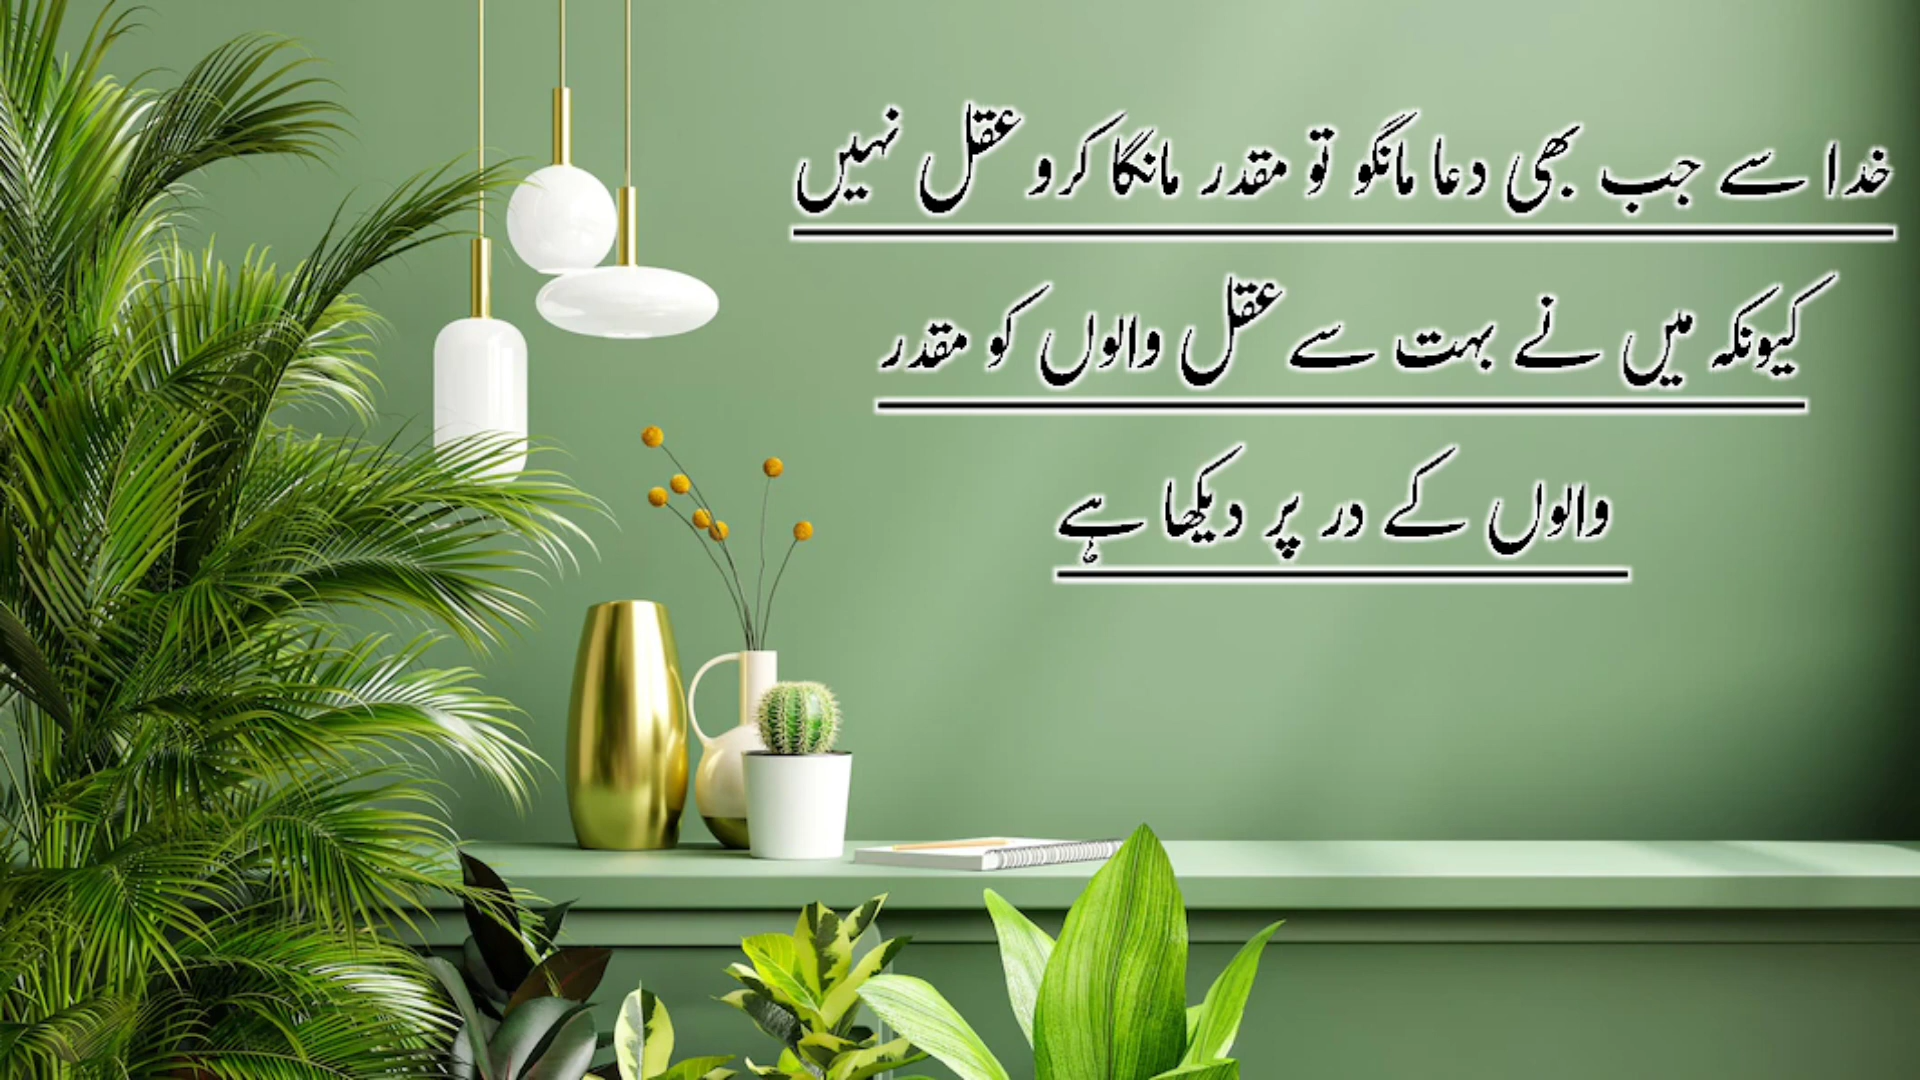 خدا سے جب بھی دعا مانگو تو مقدر مانگا کرو عقل نہیں
کیونکہ میں نے بہت سے عقل والوں کو مقدر
والوں کے در پر دیکھا ہے